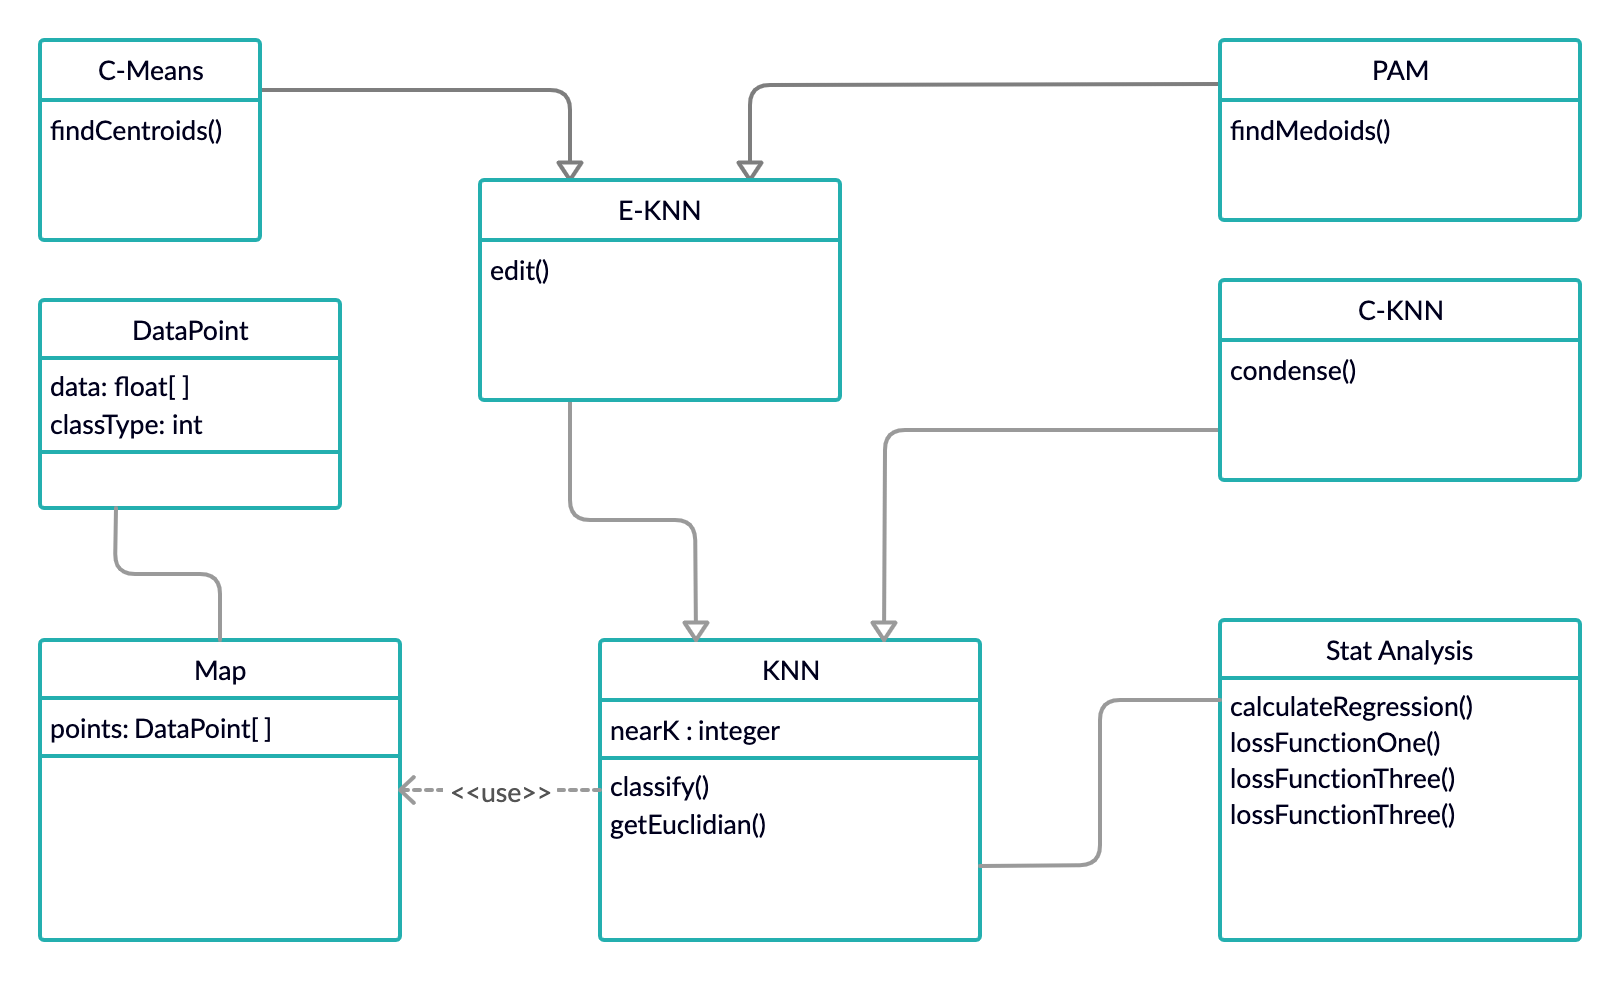 C-Means
findCentroids()
PAM
findMedoids()
E-KNN
edit()
DataPoint
data: float[ ]
classType: int
C-KNN
condense()
Map
points: DataPoint[ ]
<<use>>
KNN
nearK : integer
classify()
getEuclidian()
Stat Analysis
calculateRegression()
lossFunctionOne()
lossFunctionThree()
lossFunctionThree()